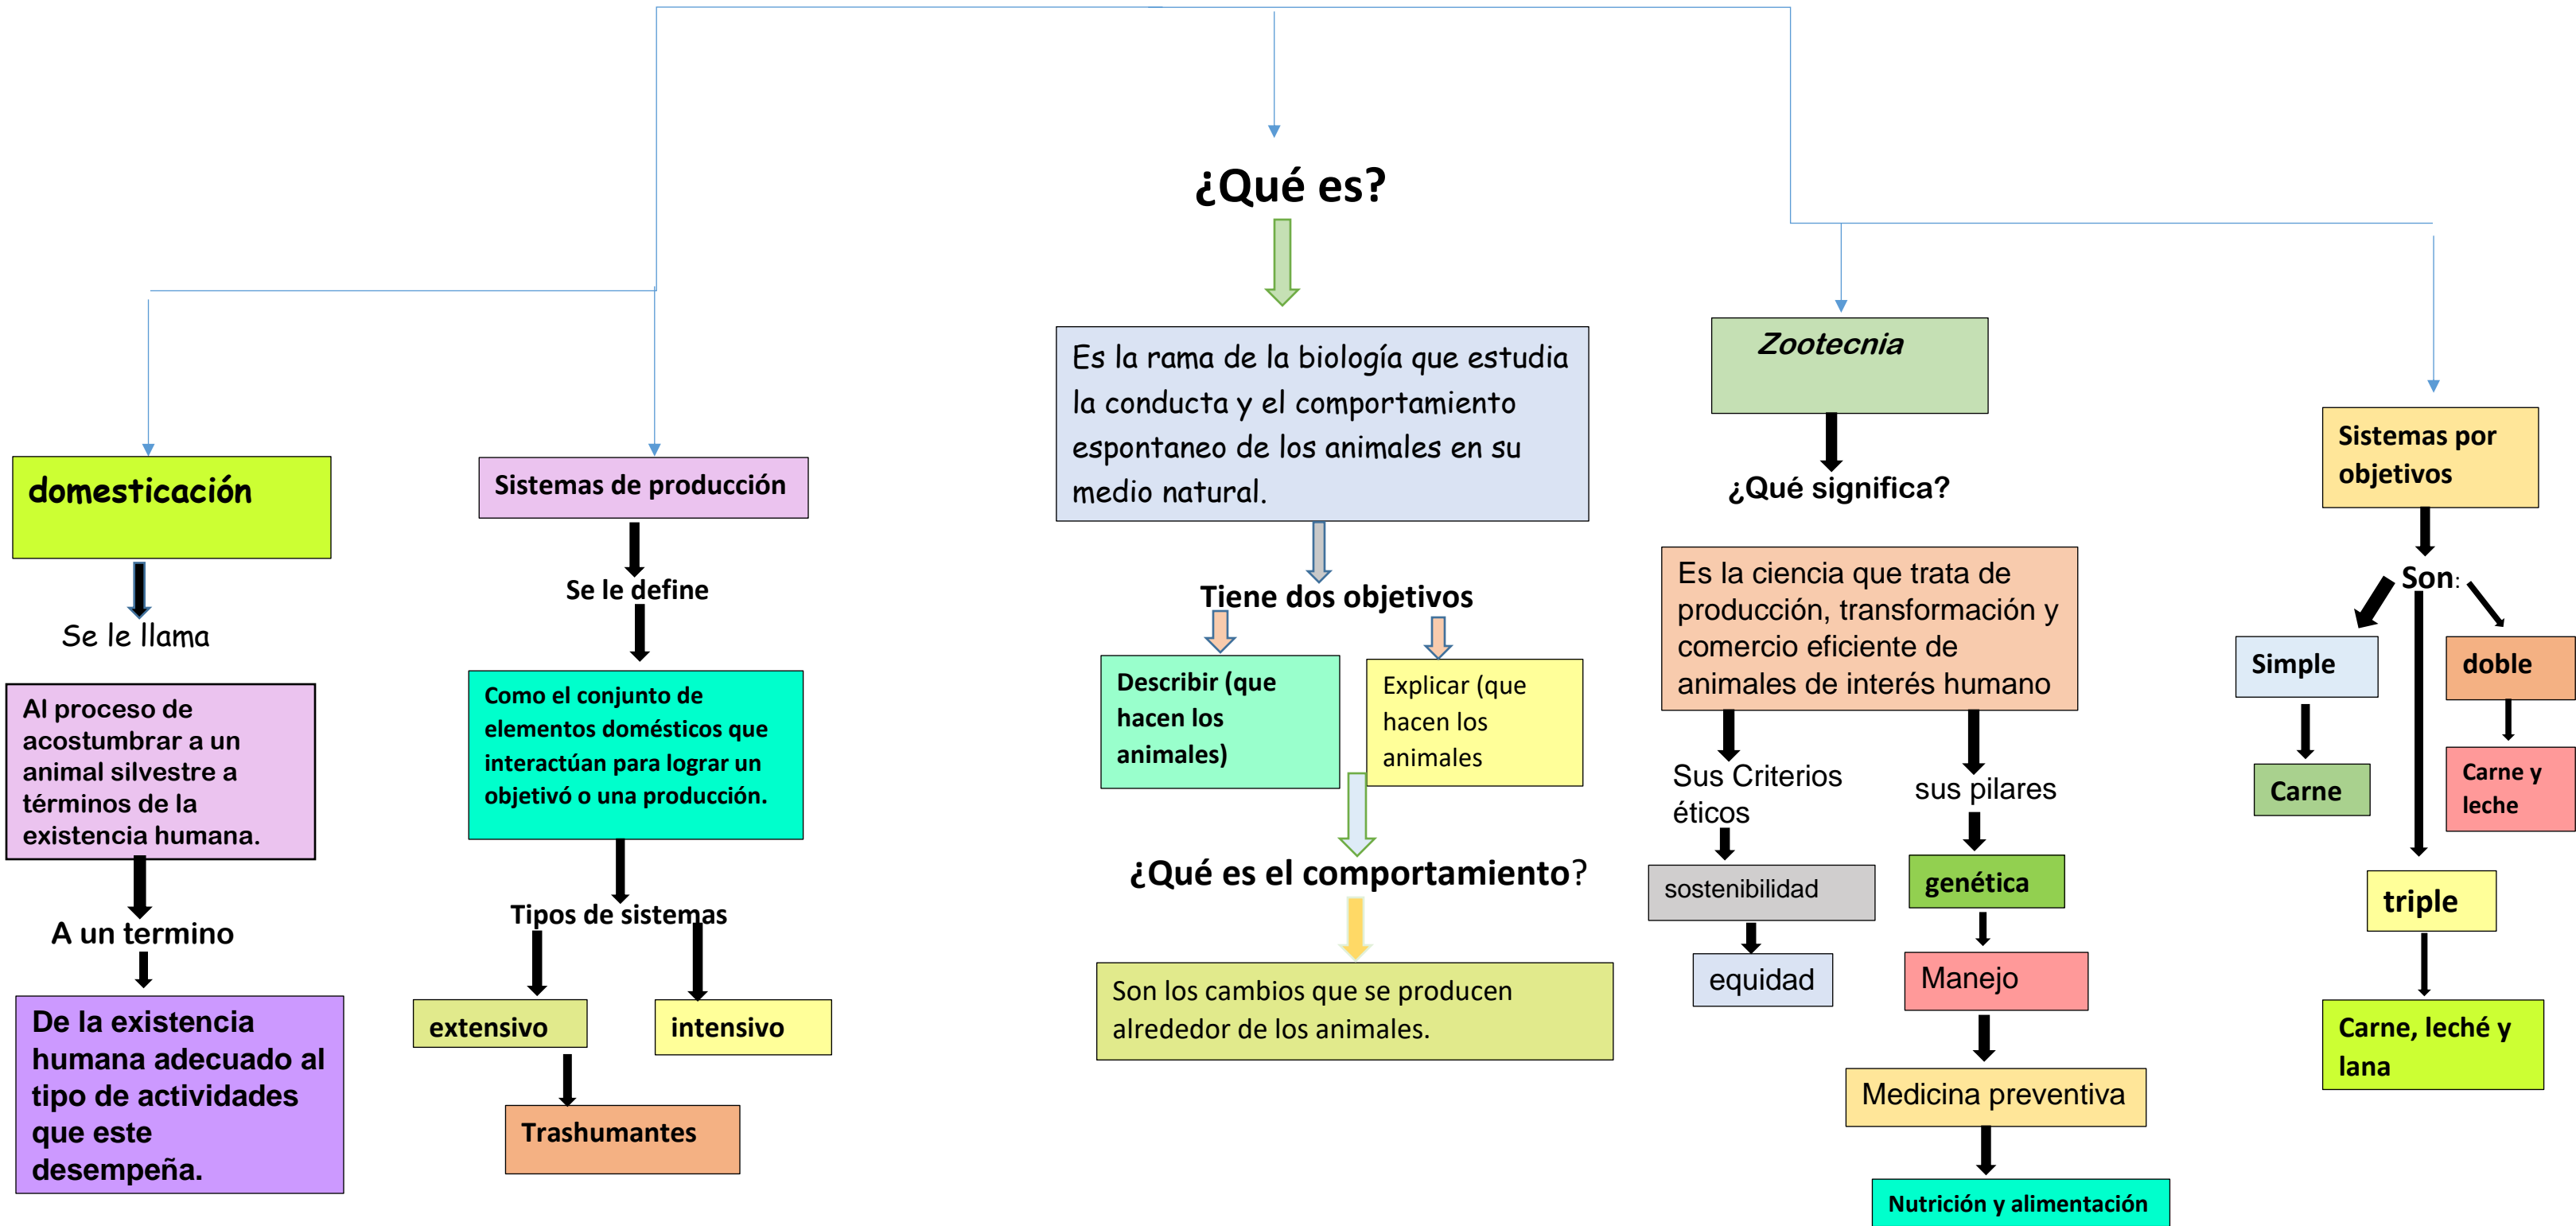 ¿Qué es?
Es la rama de la biología que estudia
la conducta y el comportamiento
espontaneo de los animales en su
medio natural.
Tiene dos objetivos
Describir (que
hacen los
animales)
Explicar (que
hacen los
animales
¿Qué es el comportamiento?
Son los cambios que se producen
alrededor de los animales.
domesticación
Se le llama
Al proceso de
acostumbrar a un
animal silvestre a
términos de la
existencia humana.
A un termino
De la existencia
humana adecuado al
tipo de actividades
que este
desempeña.
Sistemas de producción
Se le define
Como el conjunto de
elementos domésticos que
interactúan para lograr un
objetivó o una producción.
Tipos de sistemas
extensivo
intensivo
Trashumantes
Zootecnia
¿Qué significa?
Es la ciencia que trata de
producción, transformación y
comercio eficiente de
animales de interés humano
Sus Criterios
éticos
sostenibilidad
equidad
sus pilares
genética
Manejo
Medicina preventiva
Nutrición y alimentación
Sistemas por
objetivos
Son:
Simple
Carne
doble
Carne y
leche
triple
Carne, leché y
lana